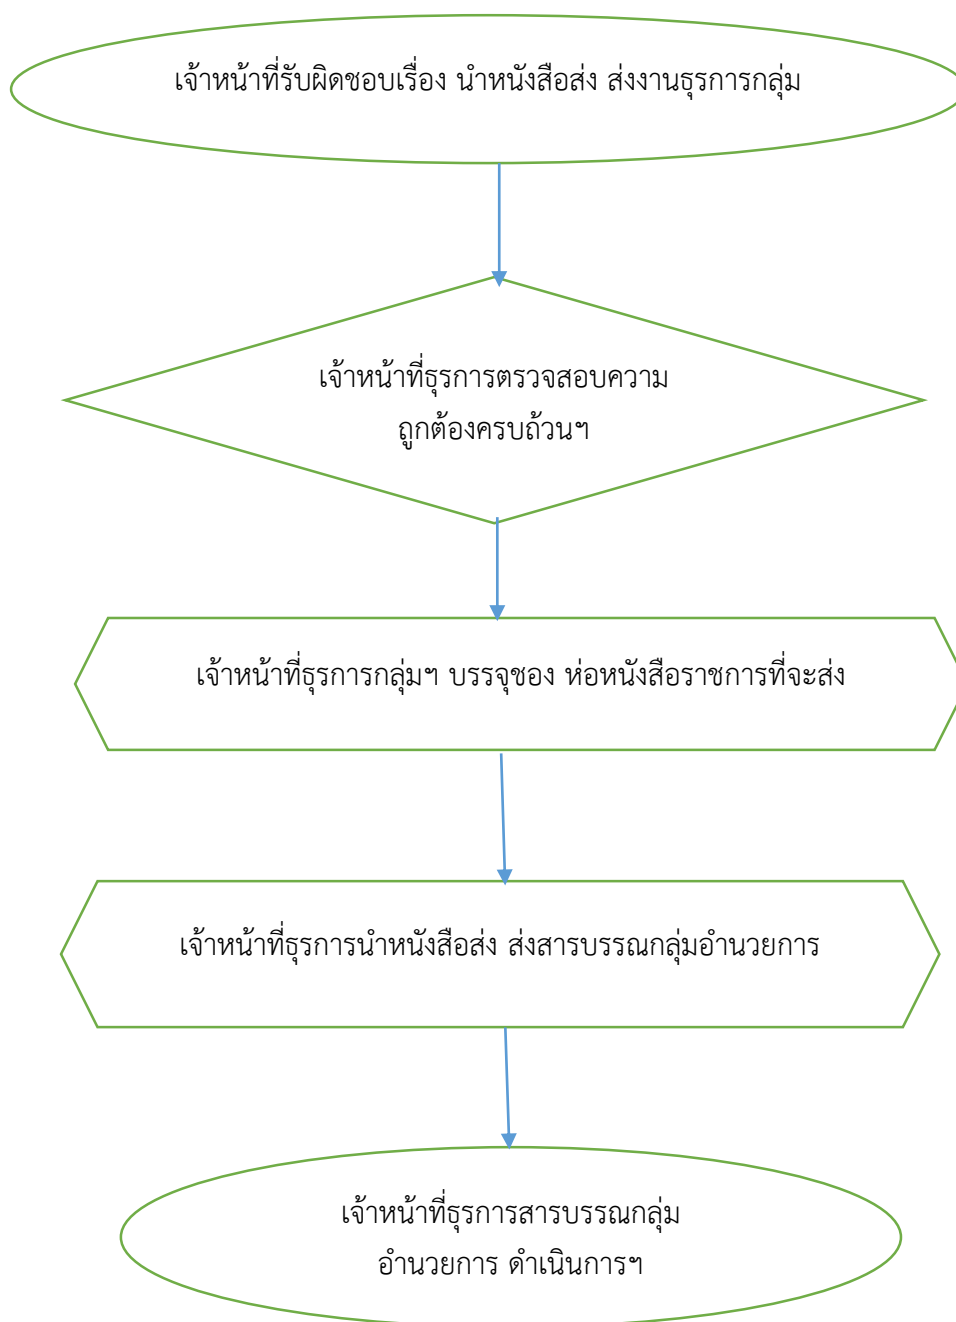 เจ้าหน้าที่รับผิดชอบเรื่อง นำหนังสือส่ง ส่งงานธุรการกลุ่ม
เจ้าหน้าที่ธุรการตรวจสอบความ
ถูกต้องครบถ้วนฯ
เจ้าหน้าที่ธุรการกลุ่มฯ บรรจุชอง ห่อหนังสือราชการที่จะส่ง
เจ้าหน้าที่ธุรการนำหนังสือส่ง ส่งสารบรรณกลุ่มอำนวยการ
เจ้าหน้าที่ธุรการสารบรรณกลุ่ม
อำนวยการ ดำเนินการฯ